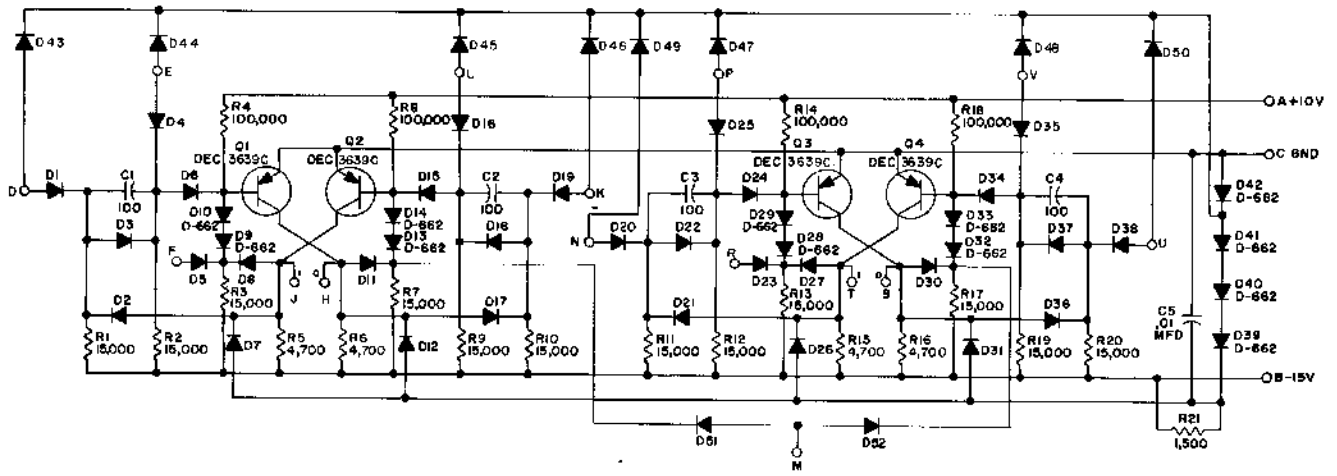 D43
D44
D45
D46
D49
D47
D48
D50
E
U
P
V
R4
100,000
R8
100,000
R14
100,000
R18
100,000
A+10V
D4
D16
D25
D35
Q1
DEC 3639C
Q2
DEC 3639C
Q3
DEC 3639C
Q4
DEC 3639C
C GND
D
D1
C1
100
D6
D15
C2
100
D19
K
C3
100
D24
D34
C4
100
D42
D-662
D3
D10
D-662
D14
D-662
D18
N
D20
D22
D29
D-662
D33
D-662
D37
D38
U
D41
D-662
F
D5
D9
D-662
D8
J
H
D11
D13
D-662
R
D23
D28
D-662
D27
T
S
D30
D32
D-662
D40
D-662
D2
R3
15,000
R7
15,000
D17
D21
R13
15,000
R17
15,000
D36
C5
.01
MFD
D39
D-662
R1
15,000
R2
15,000
D7
R5
4,700
R6
4,700
D12
R9
15,000
R10
15,000
R11
15,000
R12
15,000
D26
R15
4,700
R16
4,700
D31
R19
15,000
R20
15,000
B-15V
D51
D52
M
R21
1,500